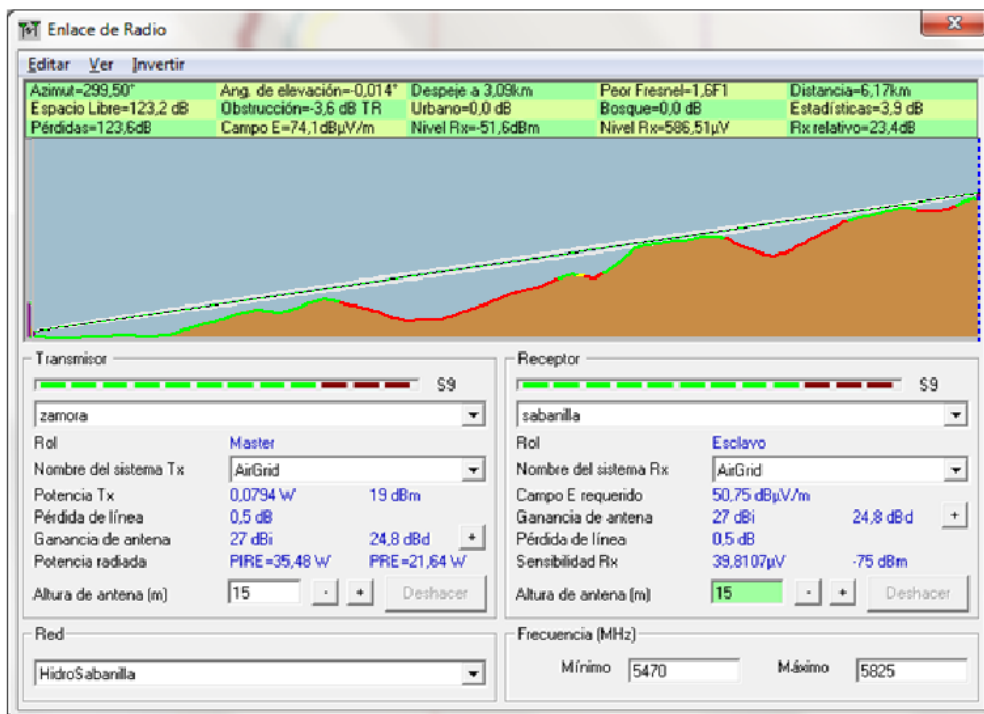 Enlace de Radio
Editar Ver Invertir
Azimut=299,50° Ang. de elevación=-0,014° Despeje a 3,09km Peor Fresnel=1,6F1 Distancia=6,17km
Espacio Libre=123,2 dB Obstrucción=-3,6 dB TR Urbano=0,0 dB Bosque=0,0 dB Estadísticas=3,9 dB
Pérdidas=123,6dB Campo E=74,1dBµV/m Nivel Rx=-51,6dBm Nivel Rx=586,51µV Rx relativo=23,4dB
Transmisor
S9
zamora
Rol Master
Nombre del sistema Tx AirGrid
Potencia Tx 0,0794 W 19 dBm
Pérdida de línea 0,5 dB
Ganancia de antena 27 dBi 24,8 dBd +
Potencia radiada PIRE=35,48 W PRE=21,64 W
Altura de antena (m) 15 - + Deshacer
Red
HidroSabanilla
Receptor
S9
sabanilla
Rol Esclavo
Nombre del sistema Rx AirGrid
Campo E requerido 50,75 dBµV/m
Ganancia de antena 27 dBi 24,8 dBd +
Pérdida de línea 0,5 dB
Sensibilidad Rx 39,8107µV -75 dBm
Altura de antena (m) 15 - + Deshacer
Frecuencia (MHz)
Mínimo 5470 Máximo 5825